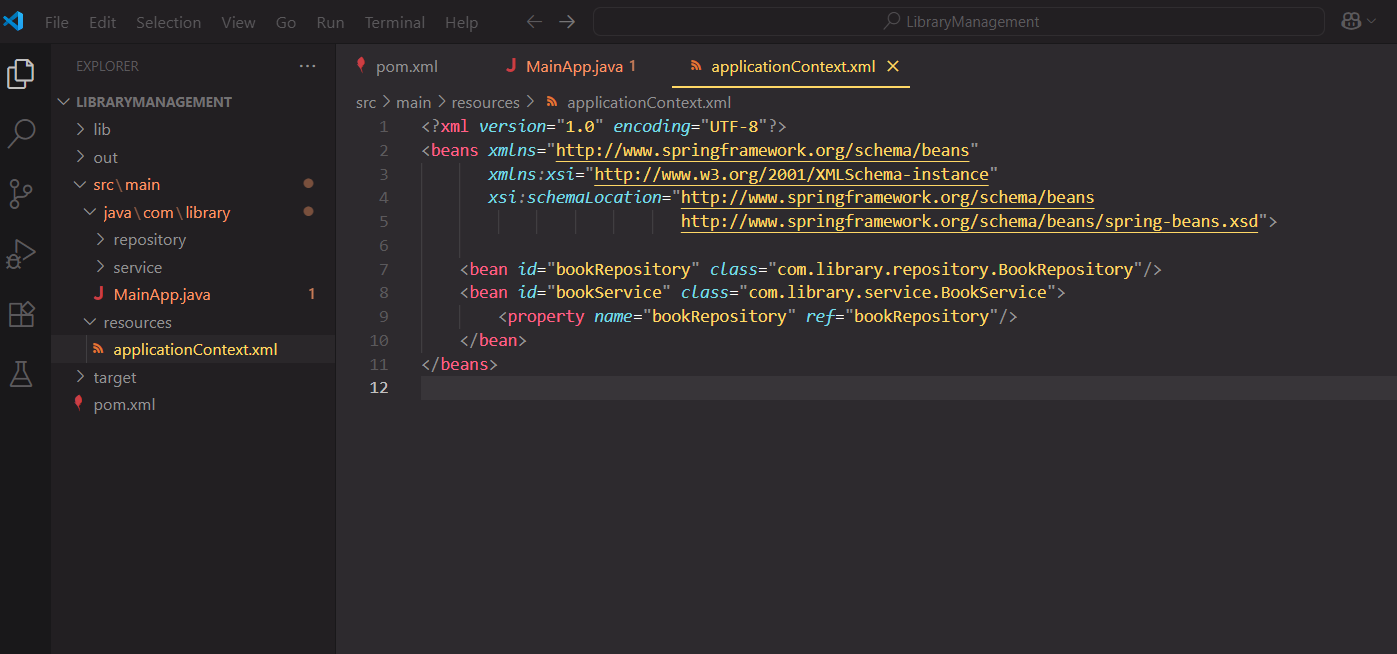 File Edit Selection View Go Run Terminal Help LibraryManagement
EXPLORER
LIBRARYMANAGEMENT
lib
out
src\main
java\com\library
repository
service
J MainApp.java 1
resources
applicationContext.xml
target
pom.xml
pom.xml J MainApp.java 1 applicationContext.xml
src > main > resources > applicationContext.xml
1 <?xml version="1.0" encoding="UTF-8"?>
2 <beans xmlns="http://www.springframework.org/schema/beans"
3 xmlns:xsi="http://www.w3.org/2001/XMLSchema-instance"
4 xsi:schemaLocation="http://www.springframework.org/schema/beans
5 http://www.springframework.org/schema/beans/spring-beans.xsd">
6
7 <bean id="bookRepository" class="com.library.repository.BookRepository"/>
8 <bean id="bookService" class="com.library.service.BookService">
9 <property name="bookRepository" ref="bookRepository"/>
10 </bean>
11 </beans>
12